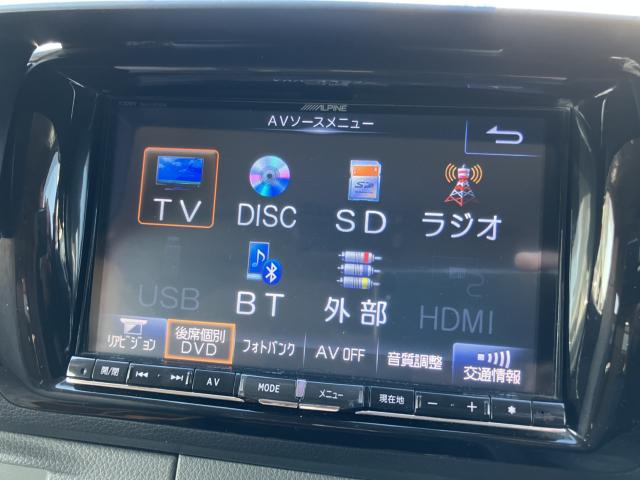 ALPINE
AVソースメニュー
TV
DISC
SD
ラジオ
USB
BT
外部
HDMI
リアビジョン
後席個別
DVD
フォトバンク
AV OFF
音質調整
交通情報
開/閉
AV
MODE
メニュー
現在地
− +
✱